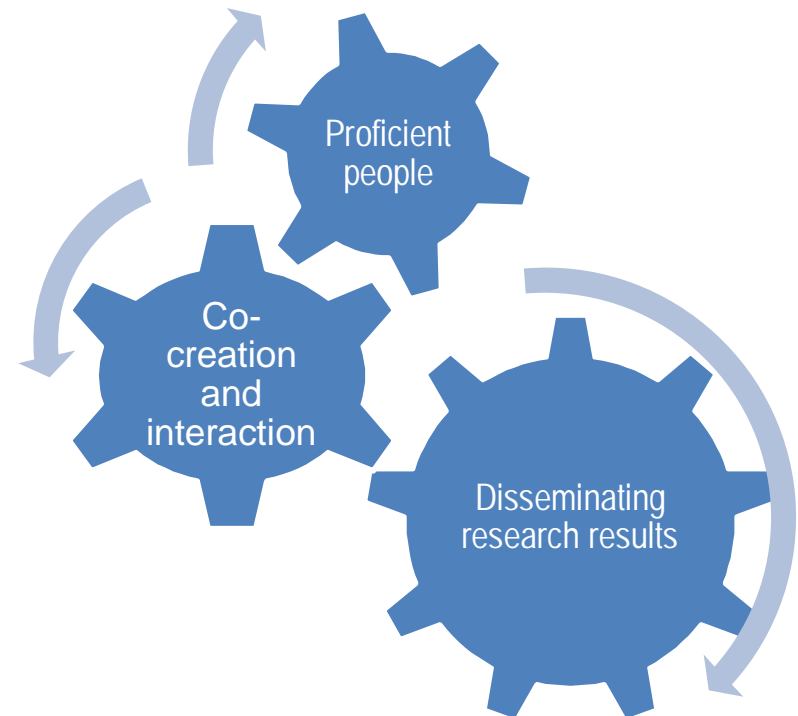 Proficient
people
Co-
creation
and
interaction
Disseminating
research results